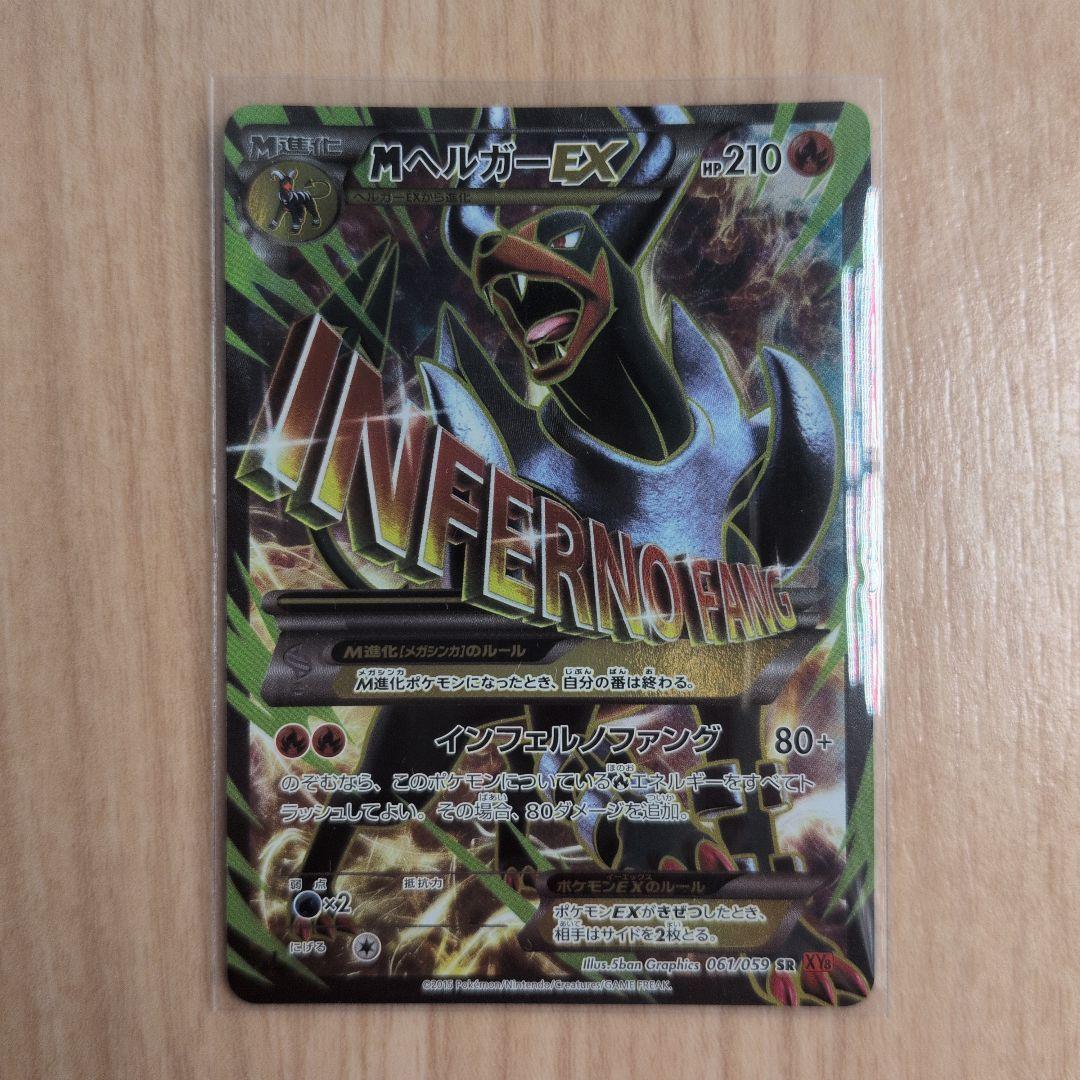 M進化
MヘルガーEX HP210
ヘルガーEXから進化
INFERNO FANG
M進化[メガシンカ]のルール
M進化ポケモンになったとき、自分の番は終わる。
インフェルノファング 80+
のぞむなら、このポケモンについているエネルギーをすべてト
ラッシュしてよい。その場合、80ダメージを追加。
弱点 抵抗力
×2
にげる
ポケモンEXのルール
ポケモンEXがきぜつしたとき、
相手はサイドを2枚とる。
Illus.5ban Graphics 061/059 SR XY8
©2015 Pokémon/Nintendo/Creatures/GAME FREAK.